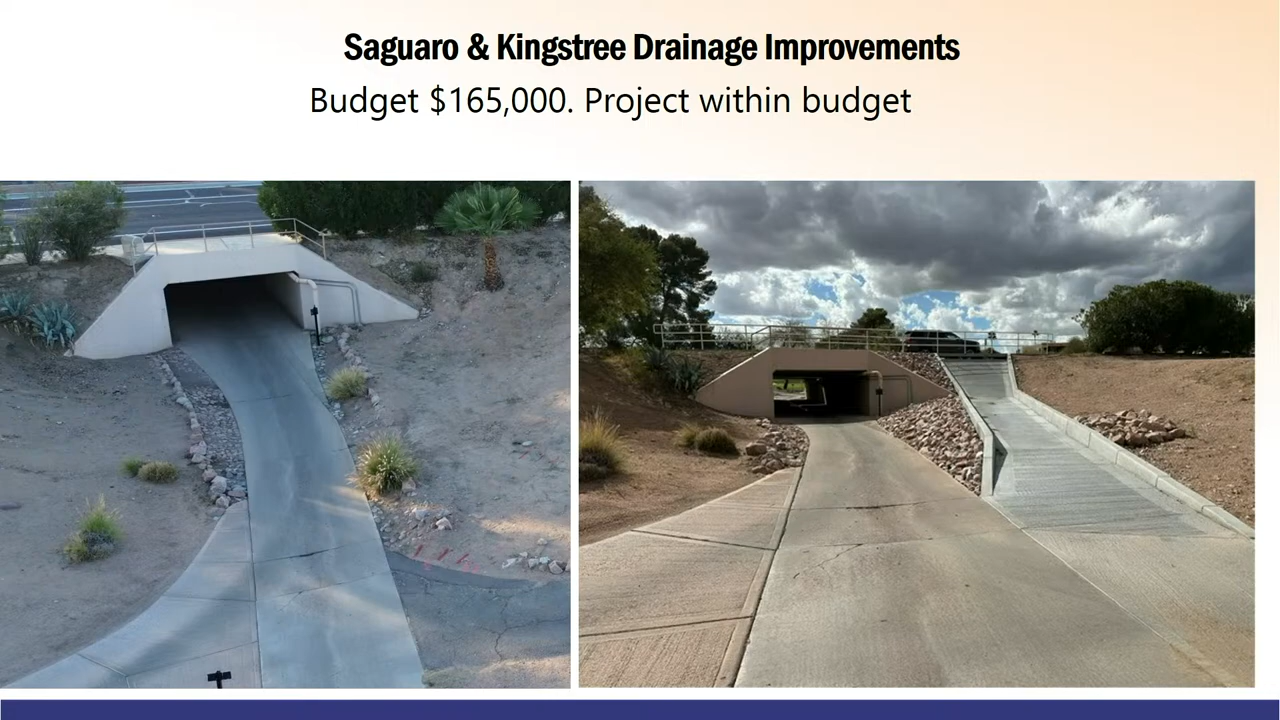 Saguaro & Kingstree Drainage Improvements
Budget $165,000. Project within budget